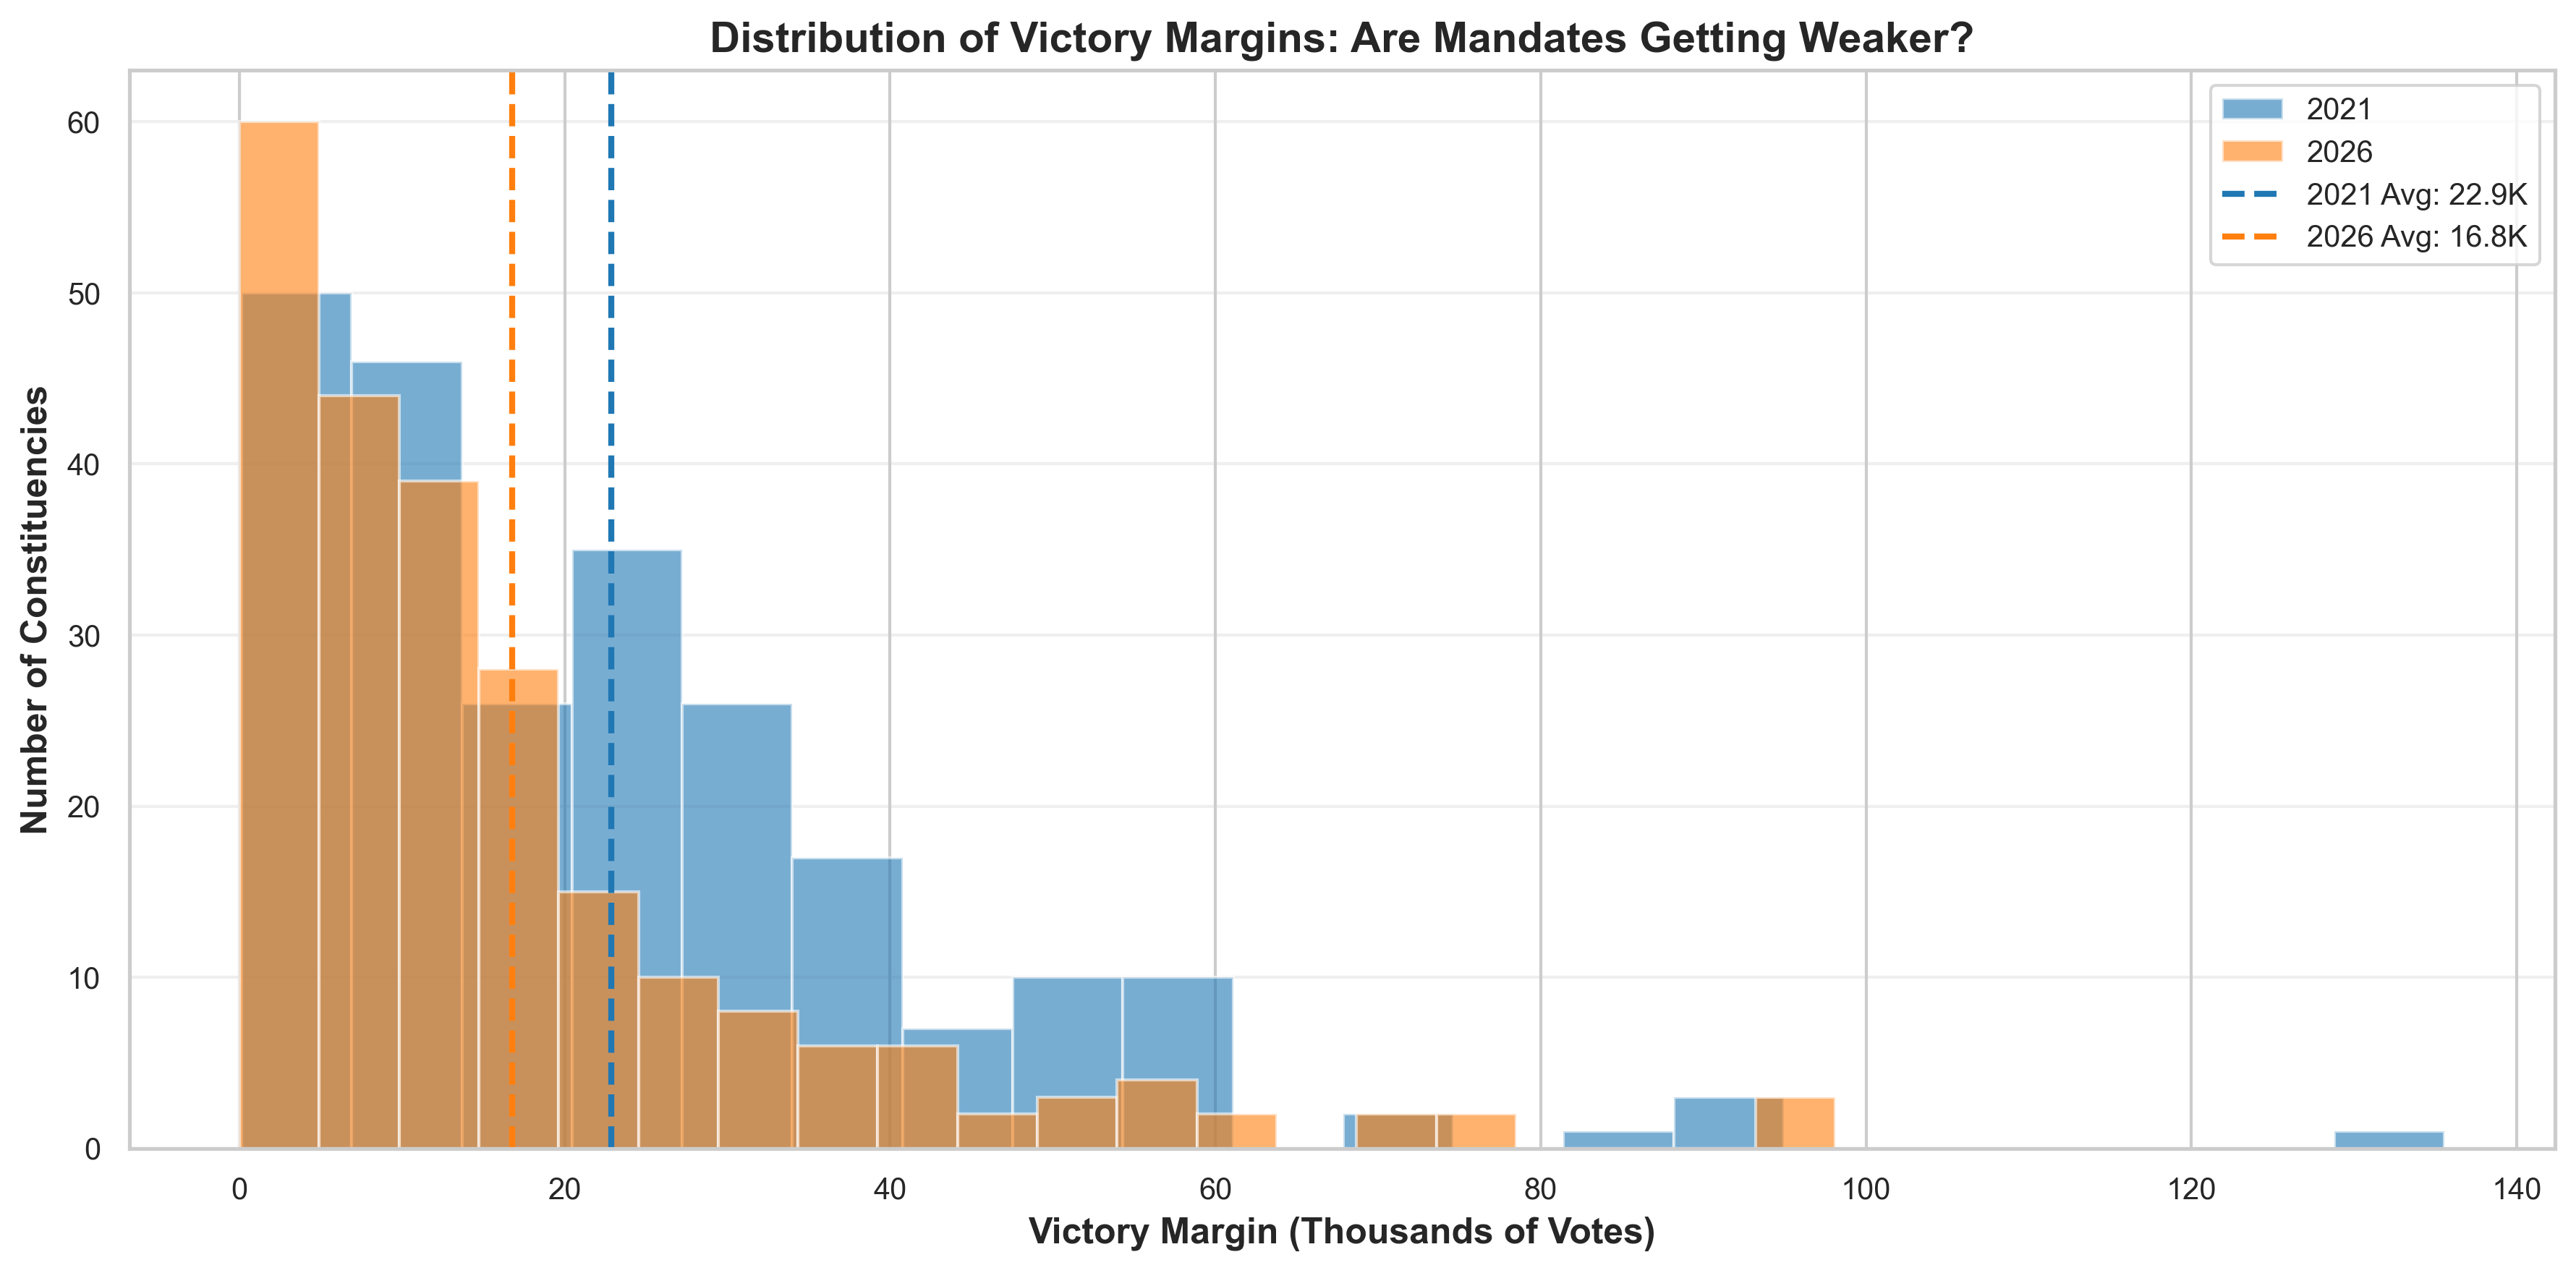 Distribution of Victory Margins: Are Mandates Getting Weaker?
2021
2026
2021 Avg: 22.9K
2026 Avg: 16.8K
Number of Constituencies
60
50
40
30
20
10
0
0 20 40 60 80 100 120 140
Victory Margin (Thousands of Votes)